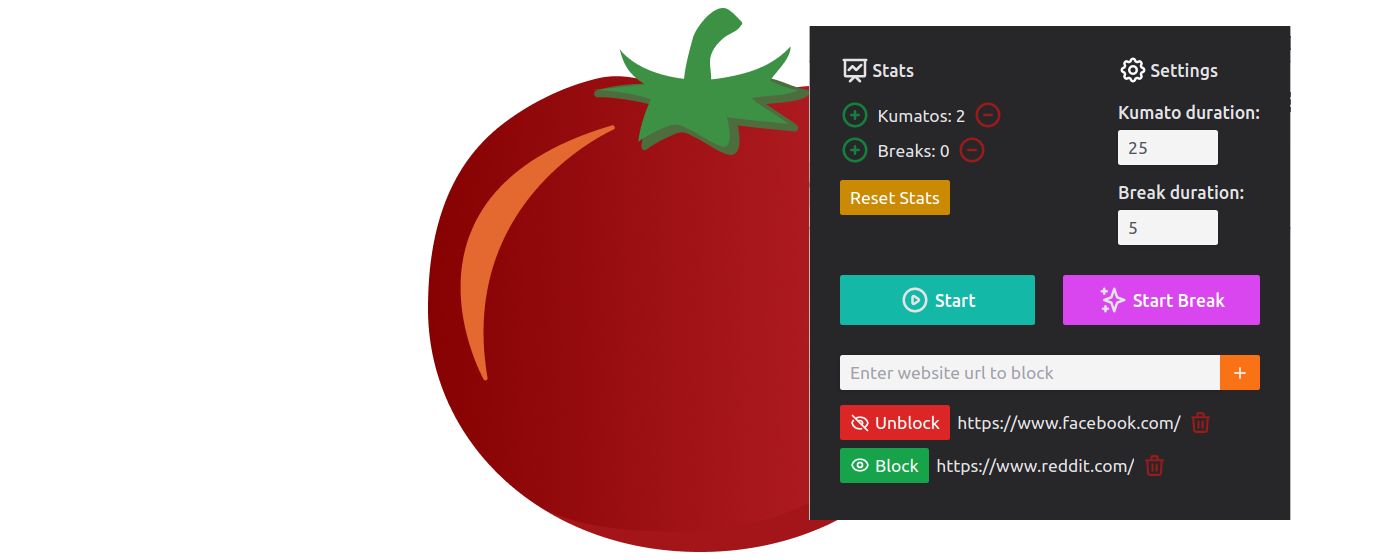 Stats
Kumatos: 2
Breaks: 0
Reset Stats
Settings
Kumato duration:
25
Break duration:
5
Start
Start Break
Enter website url to block
Unblock https://www.facebook.com/
Block https://www.reddit.com/